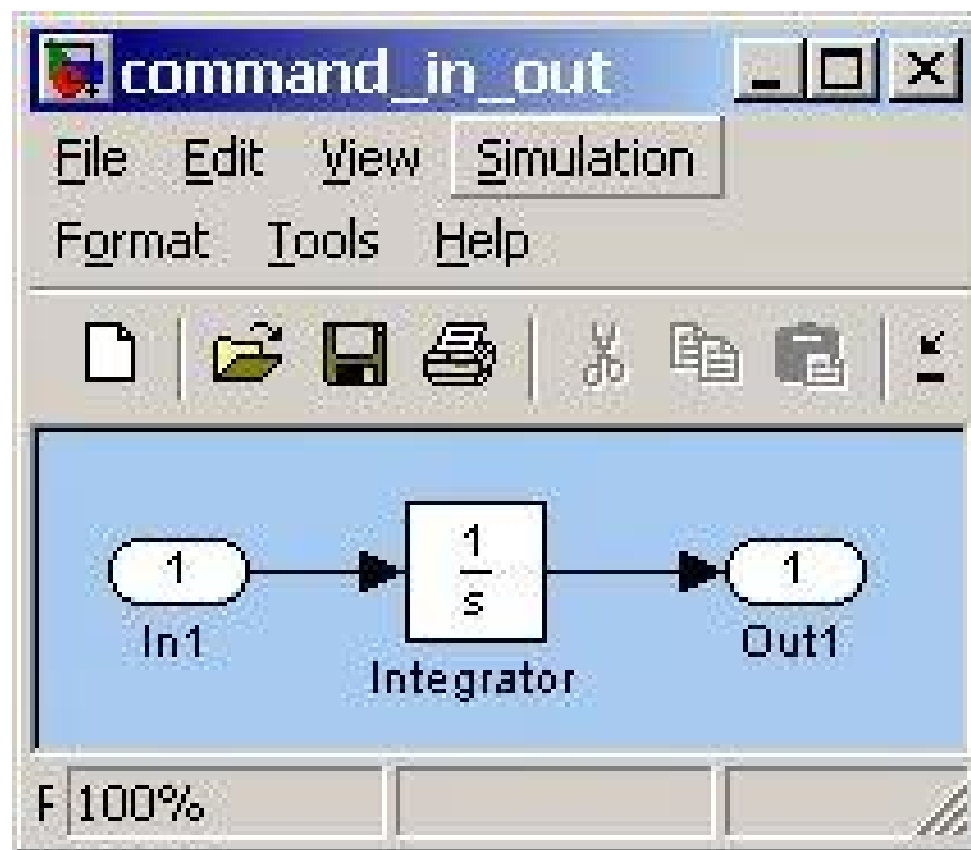 command_in_out
File Edit View Simulation
Format Tools Help
1
1
s
1
In1
Integrator
Out1
F 100%